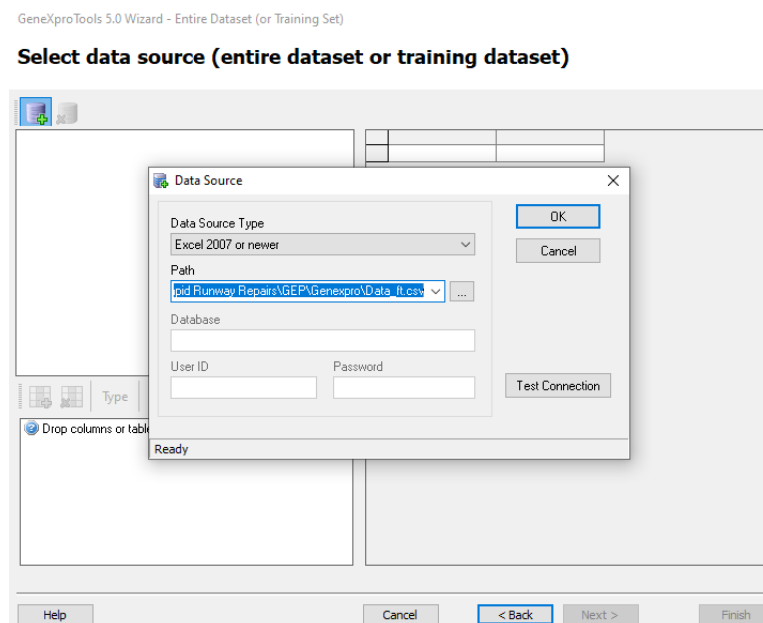 GeneXproTools 5.0 Wizard - Entire Dataset (or Training Set)
Select data source (entire dataset or training dataset)
Data Source
Data Source Type
OK
Excel 2007 or newer
Cancel
Path
pid Runway Repairs\GEP\Genexpro\Data_ft.csv
...
Database
User ID
Password
Test Connection
Type
Drop columns or table
Ready
Help
Cancel
< Back
Next >
Finish